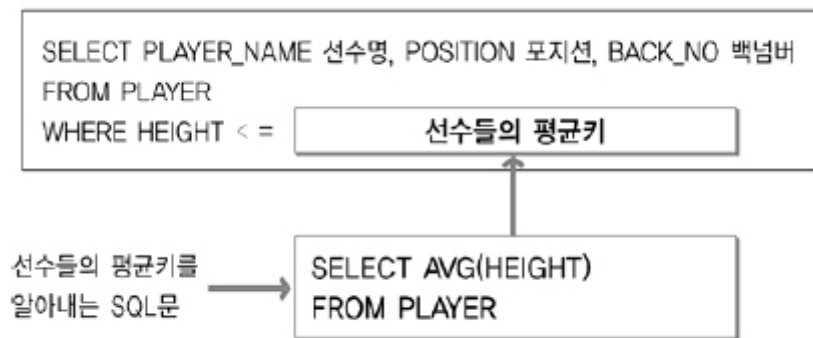 SELECT PLAYER_NAME 선수명, POSITION 포지션, BACK_NO 백넘버
FROM PLAYER
WHERE HEIGHT < = 선수들의 평균키
선수들의 평균키를
알아내는 SQL문
SELECT AVG(HEIGHT)
FROM PLAYER